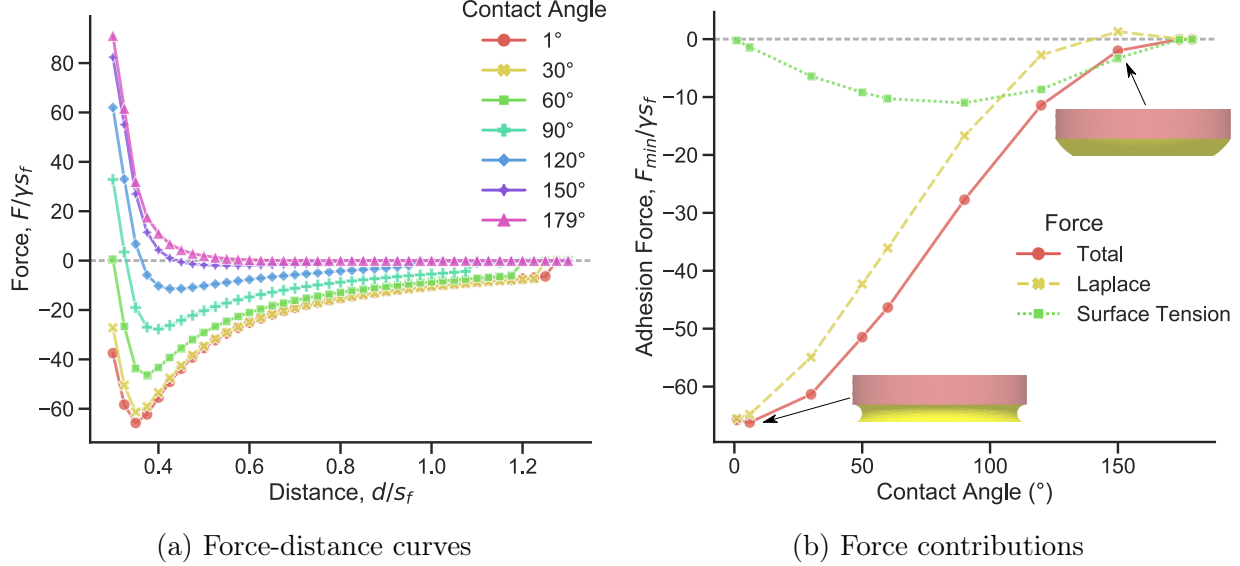 Contact Angle
1°
30°
60°
90°
120°
150°
179°
80
60
40
20
0
−20
−40
−60
Force, F/γs_f
0.4
0.6
0.8
1.0
1.2
Distance, d/s_f
(a) Force-distance curves
0
−10
−20
−30
−40
−50
−60
Adhesion Force, F_min/γs_f
Force
Total
Laplace
Surface Tension
0
50
100
150
Contact Angle (°)
(b) Force contributions